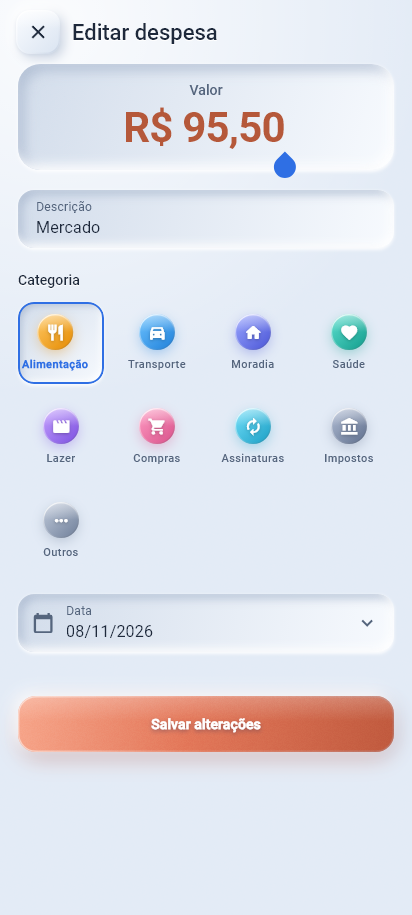 Editar despesa
Valor
R$ 95,50
Descrição
Mercado
Categoria
Alimentação
Transporte
Moradia
Saúde
Lazer
Compras
Assinaturas
Impostos
Outros
Data
08/11/2026
Salvar alterações